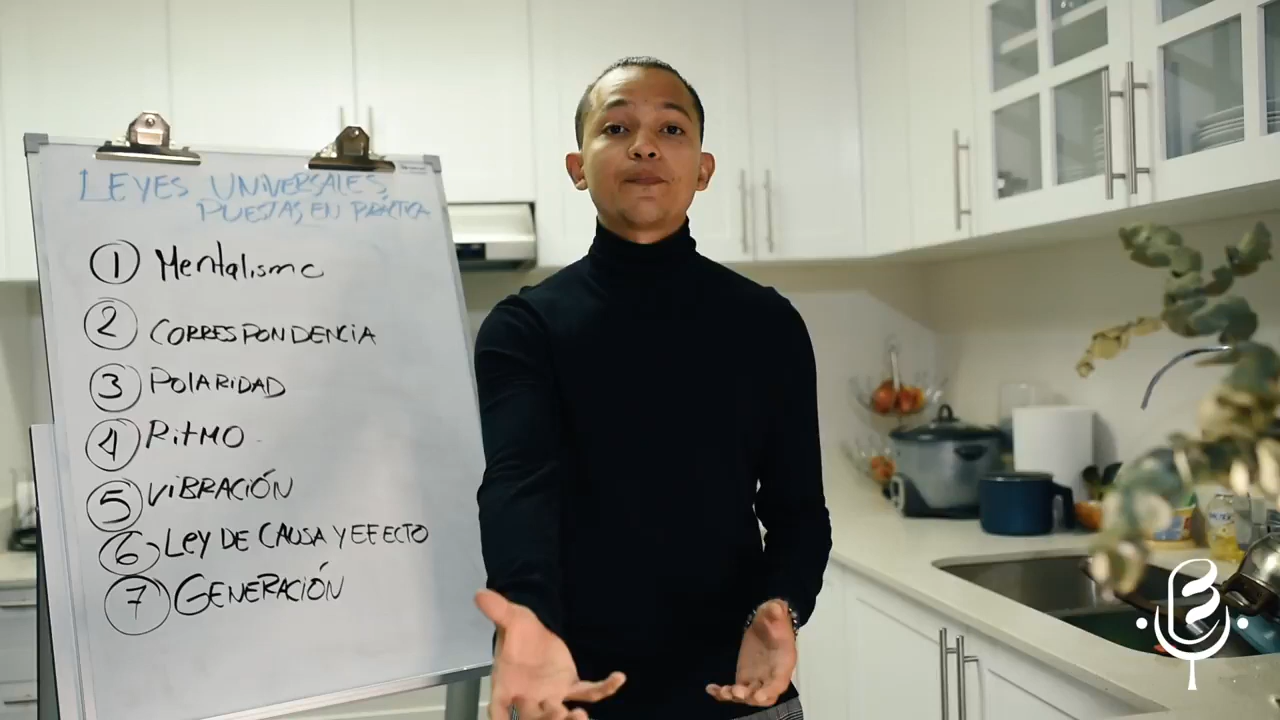 LEYES UNIVERSALES
PUESTAS EN PRÁCTICA
1 Mentalismo
2 CORRESPONDENCIA
3 POLARIDAD
4 RITMO
5 VIBRACIÓN
6 Ley DE CAUSA Y EFECTO
7 GENERACIÓN